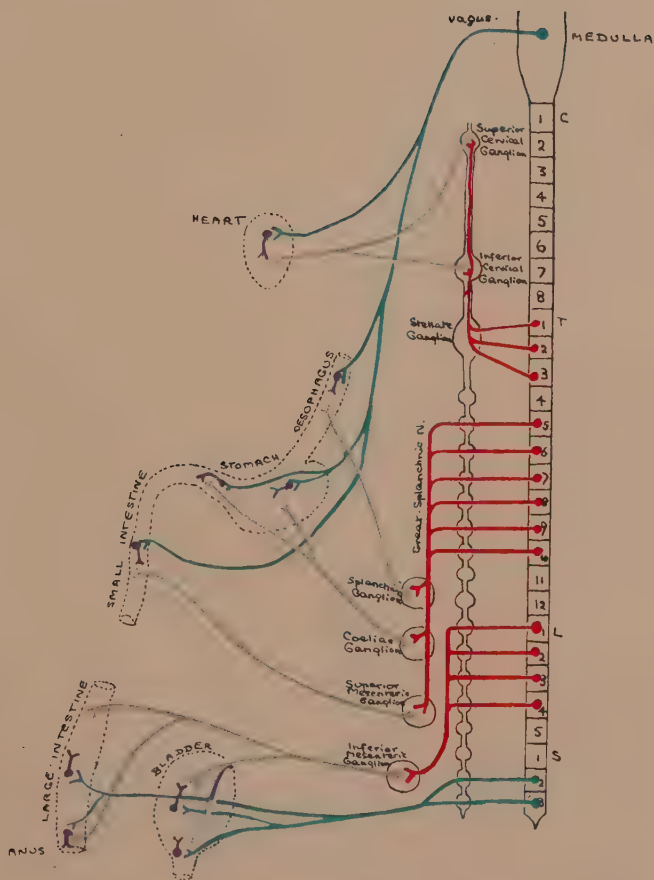 vagus.
MEDULLA
1 C
Superior
Cervical
Ganglion
2
3
4
5
HEART
6
Inferior
Cervical
Ganglion
7
8
Stellate
Ganglion
1 T
2
3
OESOPHAGUS
4
Great Splanchnic N.
5
6
STOMACH
7
8
9
SMALL INTESTINE
11
Splanchnic
Ganglion
12
Coeliac
Ganglion
1 L
2
Superior
Mesenteric
Ganglion
3
4
LARGE INTESTINE
BLADDER
Inferior
Mesenteric
Ganglion
5
1 S
2
3
ANUS